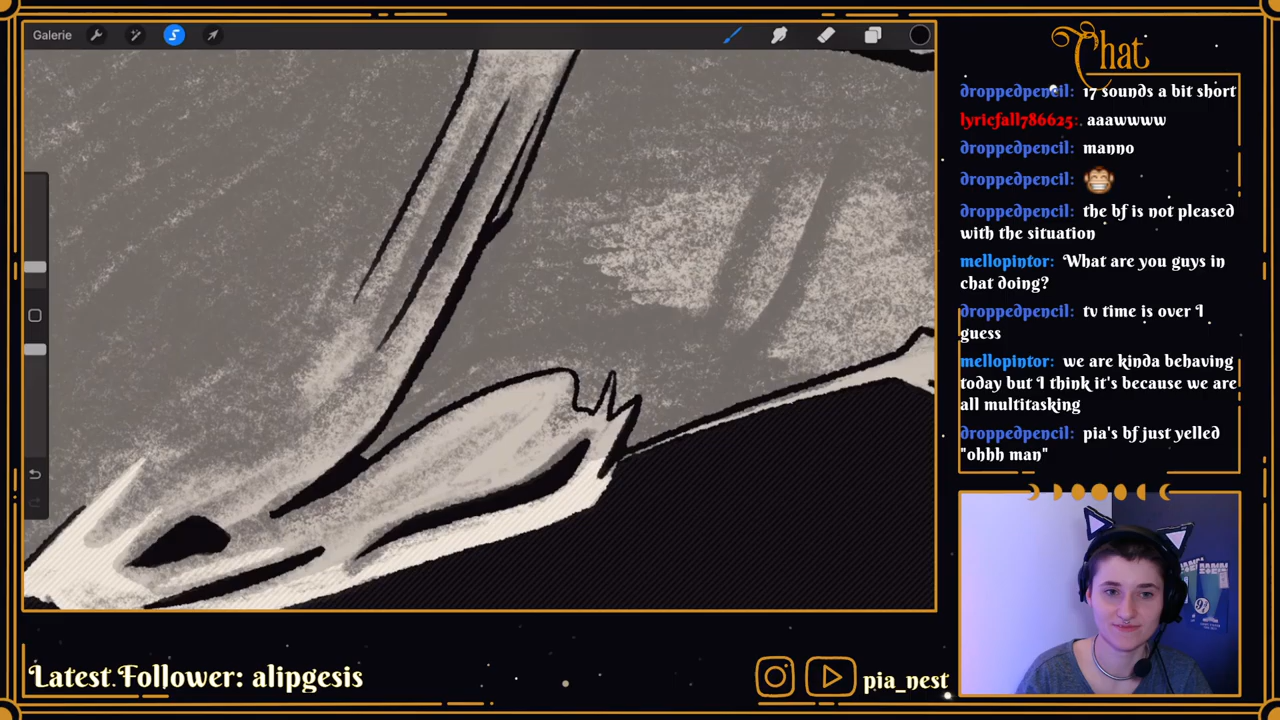 Galerie
Chat
droppedpencil: 17 sounds a bit short
lyricfall786625: aaawwww
droppedpencil: manno
droppedpencil:
droppedpencil: the bf is not pleased
with the situation
mellopintor: What are you guys in
chat doing?
droppedpencil: tv time is over I
guess
mellopintor: we are kinda behaving
today but I think it's because we are
all multitasking
droppedpencil: pia's bf just yelled
"ohhh man"
Latest Follower: alipgesis
pia_nest